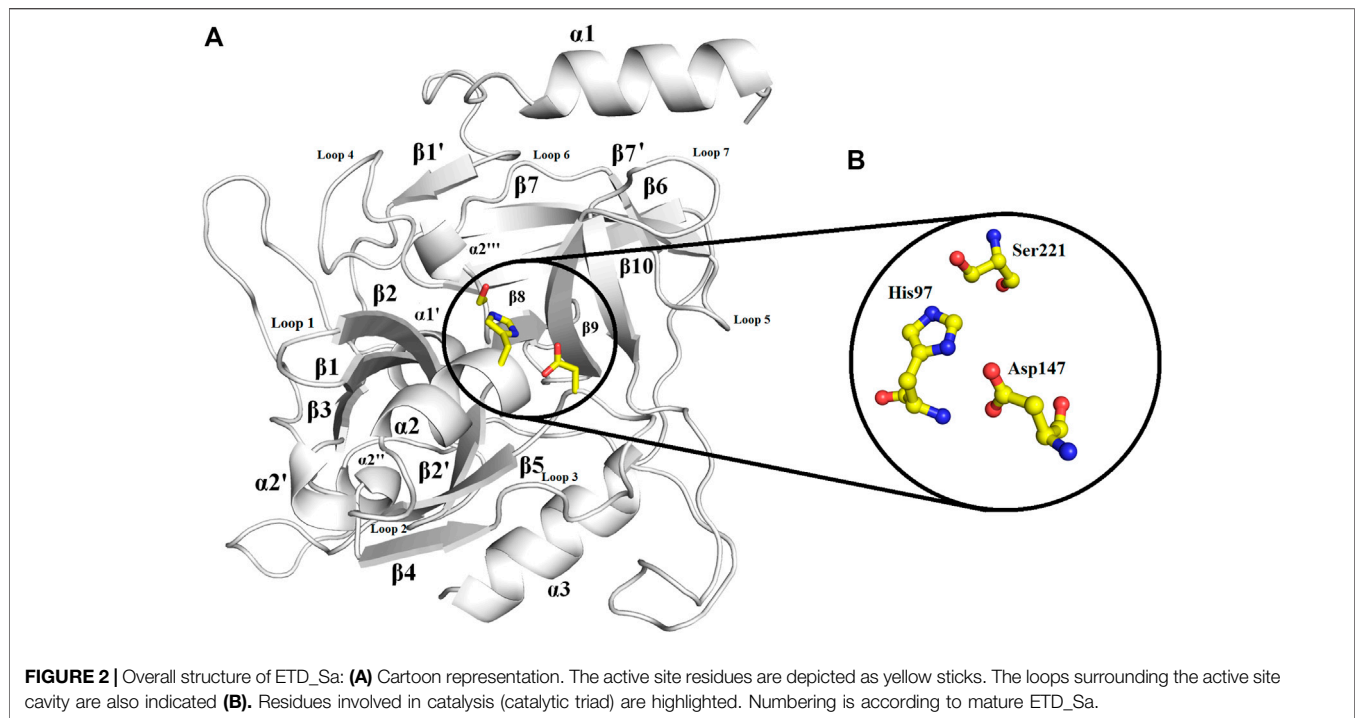 A
α1
Loop 4
β1'
Loop 6
β7'
Loop 7
B
β7
β6
α2'''
β10
Ser221
β2
β8
His97
Loop 1
α1'
β9
Loop 5
β1
Asp147
β3
α2
α2'
α2''
β2'
β5
Loop 3
Loop 2
β4
α3
FIGURE 2 | Overall structure of ETD_Sa: (A) Cartoon representation. The active site residues are depicted as yellow sticks. The loops surrounding the active site
cavity are also indicated (B). Residues involved in catalysis (catalytic triad) are highlighted. Numbering is according to mature ETD_Sa.